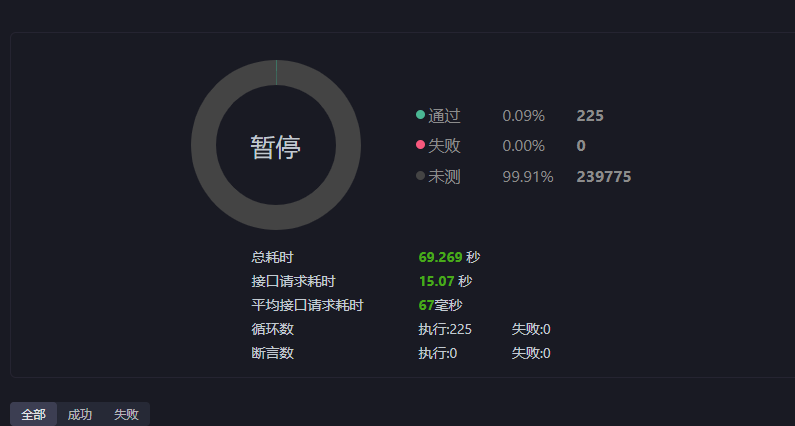 暂停
通过 0.09% 225
失败 0.00% 0
未测 99.91% 239775
总耗时 69.269 秒
接口请求耗时 15.07 秒
平均接口请求耗时 67毫秒
循环数 执行:225 失败:0
断言数 执行:0 失败:0
全部 成功 失败